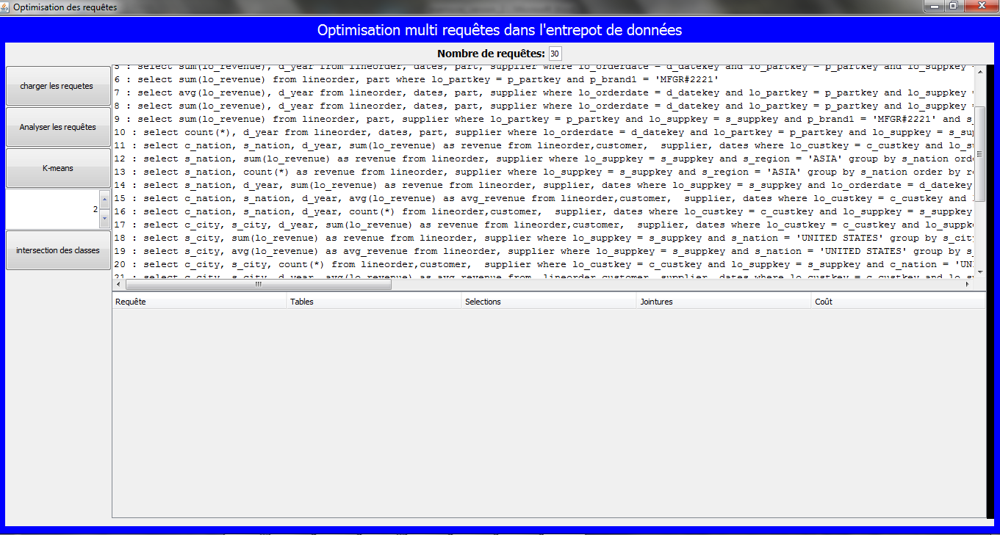 Optimisation des requêtes
Optimisation multi requêtes dans l'entrepot de données
Nombre de requêtes: 30
charger les requetes
Analyser les requêtes
K-means
2
intersection des classes
5 : select sum(lo_revenue), d_year from lineorder, dates, part, supplier where lo_orderdate = d_datekey and lo_partkey = p_partkey and lo_suppkey =
6 : select sum(lo_revenue) from lineorder, part where lo_partkey = p_partkey and p_brand1 = 'MFGR#2221'
7 : select avg(lo_revenue), d_year from lineorder, dates, part, supplier where lo_orderdate = d_datekey and lo_partkey = p_partkey and lo_suppkey =
8 : select sum(lo_revenue), d_year from lineorder, dates, part, supplier where lo_orderdate = d_datekey and lo_partkey = p_partkey and lo_suppkey =
9 : select sum(lo_revenue) from lineorder, part, supplier where lo_partkey = p_partkey and lo_suppkey = s_suppkey and p_brand1 = 'MFGR#2221' and s
10 : select count(*), d_year from lineorder, dates, part, supplier where lo_orderdate = d_datekey and lo_partkey = p_partkey and lo_suppkey = s_sup
11 : select c_nation, s_nation, d_year, sum(lo_revenue) as revenue from lineorder,customer,  supplier, dates where lo_custkey = c_custkey and lo_su
12 : select s_nation, sum(lo_revenue) as revenue from lineorder, supplier where lo_suppkey = s_suppkey and s_region = 'ASIA' group by s_nation orde
13 : select s_nation, count(*) as revenue from lineorder, supplier where lo_suppkey = s_suppkey and s_region = 'ASIA' group by s_nation order by re
14 : select s_nation, d_year, sum(lo_revenue) as revenue from lineorder, supplier, dates where lo_suppkey = s_suppkey and lo_orderdate = d_datekey
15 : select c_nation, s_nation, d_year, avg(lo_revenue) as avg_revenue from lineorder,customer,  supplier, dates where lo_custkey = c_custkey and l
16 : select c_nation, s_nation, d_year, count(*) from lineorder,customer,  supplier, dates where lo_custkey = c_custkey and lo_suppkey = s_suppkey
17 : select c_city, s_city, d_year, sum(lo_revenue) as revenue from lineorder,customer,  supplier, dates where lo_custkey = c_custkey and lo_suppke
18 : select s_city, sum(lo_revenue) as revenue from lineorder, supplier where lo_suppkey = s_suppkey and s_nation = 'UNITED STATES' group by s_cit
19 : select s_city, avg(lo_revenue) as avg_revenue from lineorder, supplier where lo_suppkey = s_suppkey and s_nation = 'UNITED STATES' group by s_
20 : select c_city, s_city, count(*) from lineorder,customer,  supplier where lo_custkey = c_custkey and lo_suppkey = s_suppkey and c_nation = 'UN
21 : select c_city, s_city, d_year, avg(lo_revenue) as avg_revenue from lineorder,customer, supplier, dates where lo_custkey = c_custkey and lo_su
Requête Tables Selections Jointures Coût